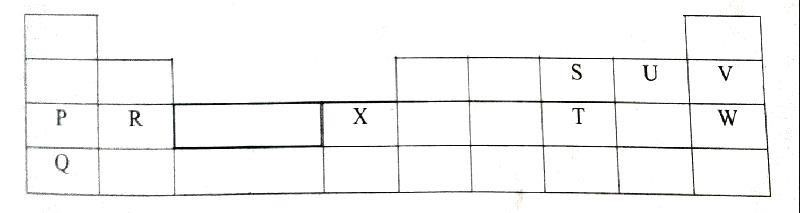 S U V
P R X T W
Q